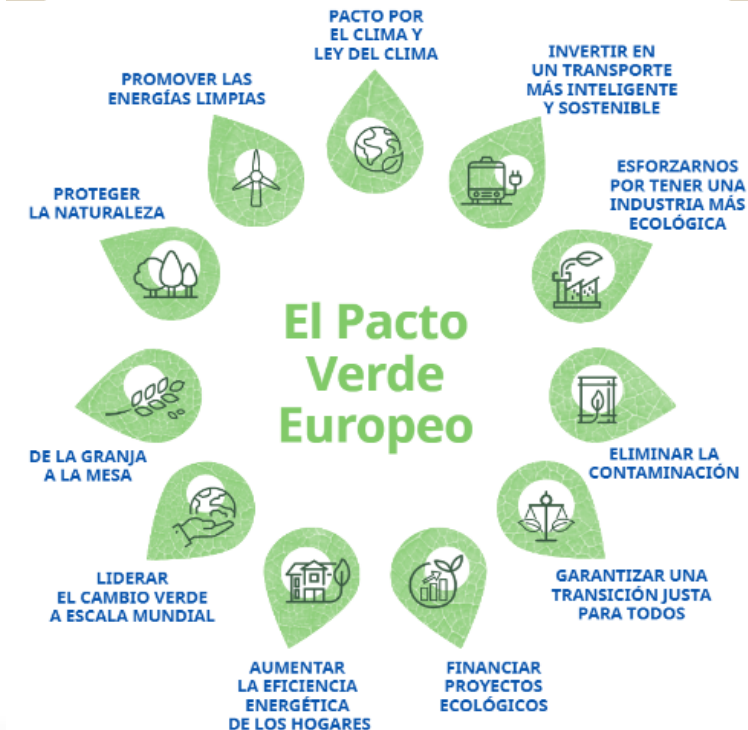 PACTO POR
EL CLIMA Y
LEY DEL CLIMA
INVERTIR EN
UN TRANSPORTE
MÁS INTELIGENTE
Y SOSTENIBLE
ESFORZARNOS
POR TENER UNA
INDUSTRIA MÁS
ECOLÓGICA
ELIMINAR LA
CONTAMINACIÓN
GARANTIZAR UNA
TRANSICIÓN JUSTA
PARA TODOS
FINANCIAR
PROYECTOS
ECOLÓGICOS
AUMENTAR
LA EFICIENCIA
ENERGÉTICA
DE LOS HOGARES
LIDERAR
EL CAMBIO VERDE
A ESCALA MUNDIAL
DE LA GRANJA
A LA MESA
PROTEGER
LA NATURALEZA
PROMOVER LAS
ENERGÍAS LIMPIAS
El Pacto
Verde
Europeo